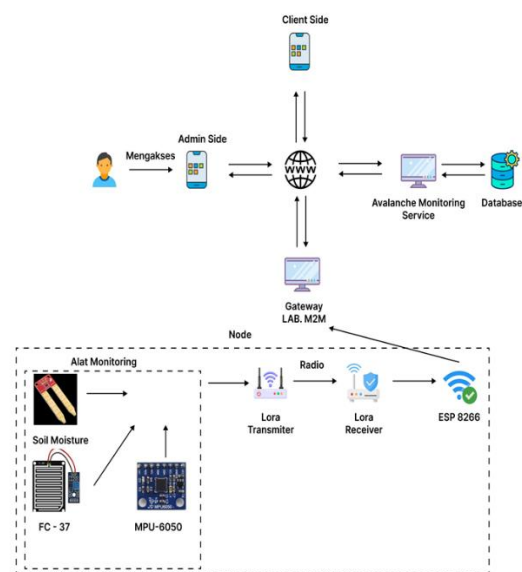 Client Side
Admin Side
Mengakses
WWW
Avalanche Monitoring
Service
Database
Gateway
LAB. M2M
Node
Alat Monitoring
Radio
Lora
Transmiter
Lora
Receiver
ESP 8266
Soil Moisture
FC - 37
MPU-6050